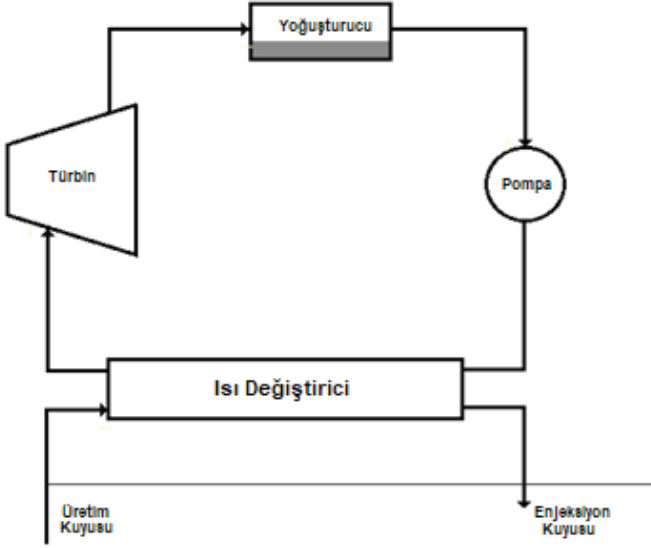 Yoğuşturucu
Türbin
Pompa
Isı Değiştirici
Üretim
Kuyusu
Enjeksiyon
Kuyusu